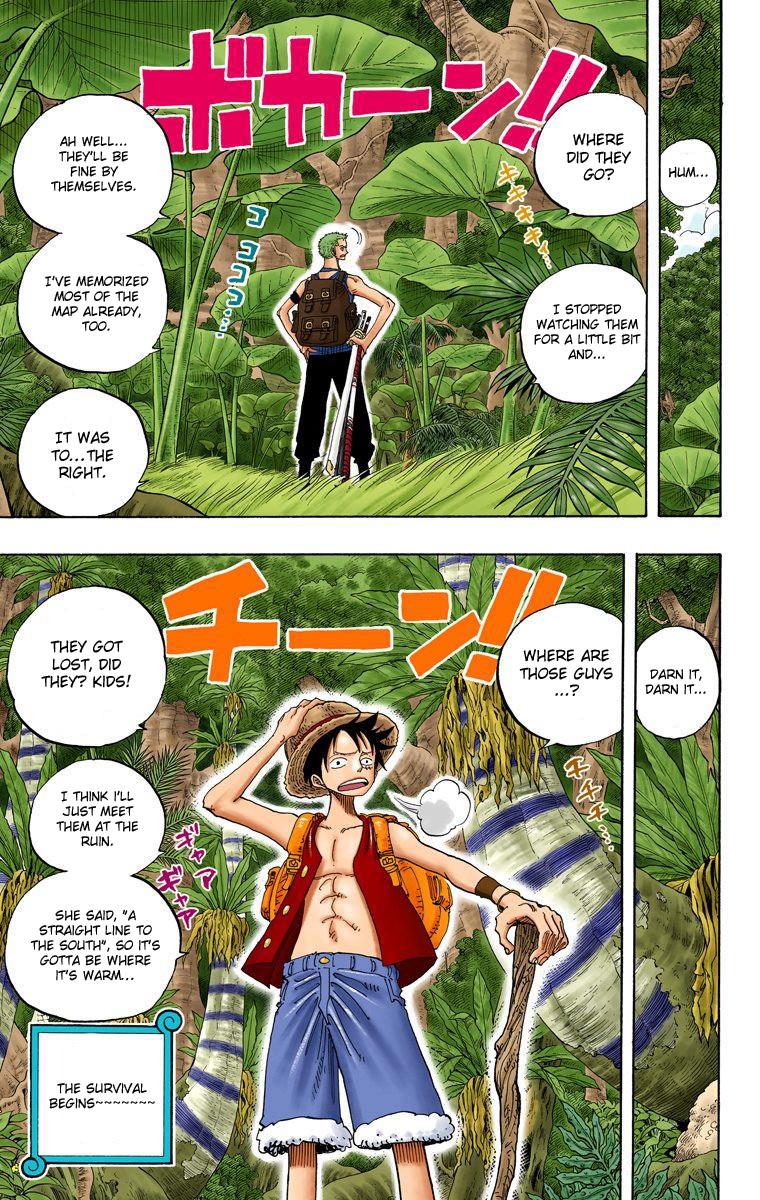 HUM...
ボカーン!!
WHERE
DID THEY
GO?
キキキキィ...
I STOPPED
WATCHING THEM
FOR A LITTLE BIT
AND...
AH WELL...
THEY'LL BE
FINE BY
THEMSELVES.
ココココ...
I'VE MEMORIZED
MOST OF THE
MAP ALREADY,
TOO.
IT WAS
TO...THE
RIGHT.
DARN IT,
DARN IT...
チーン!!
WHERE ARE
THOSE GUYS
...?
チチチ...
THEY GOT
LOST, DID
THEY? KIDS!
I THINK I'LL
JUST MEET
THEM AT THE
RUIN.
ギャア
ギャア
SHE SAID, "A
STRAIGHT LINE TO
THE SOUTH", SO IT'S
GOTTA BE WHERE
IT'S WARM...
THE SURVIVAL
BEGINS~~~~~~~